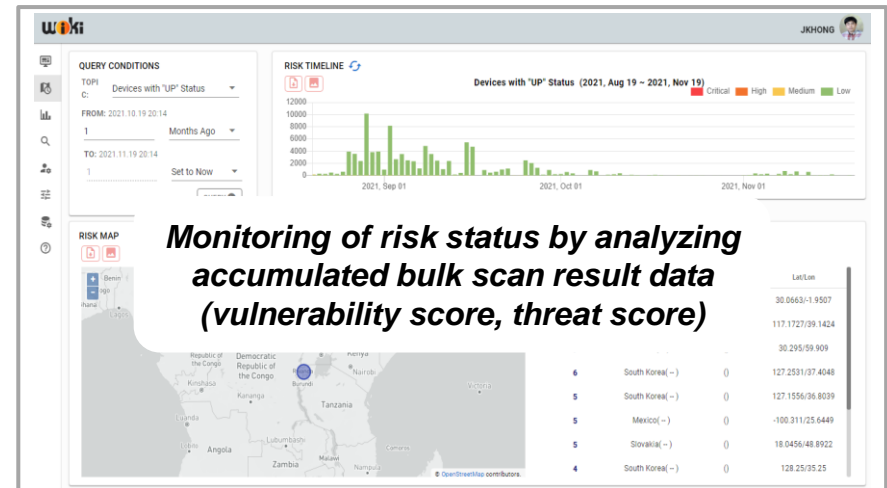 wiki
JKHONG
QUERY CONDITIONS
TOPI
C:
Devices with "UP" Status
FROM: 2021.10.19 20:14
1
Months Ago
TO: 2021.11.19 20:14
1
Set to Now
RISK TIMELINE
Devices with "UP" Status (2021, Aug 19 ~ 2021, Nov 19)
Critical High Medium Low
12000
10000
8000
6000
4000
2000
0
2021, Sep 01
2021, Oct 01
2021, Nov 01
RISK MAP
Monitoring of risk status by analyzing
accumulated bulk scan result data
(vulnerability score, threat score)
+
−
Benin
Lagos
Republic of
the Congo
Democratic
Republic of
the Congo
Kenya
Nairobi
Burundi
Kinshasa
Kananga
Tanzania
Victoria
Luanda
Lubumbashi
Angola
Malawi
Zambia
Nampula
Comoros
© OpenStreetMap contributors.
Lat/Lon
30.0663/-1.9507
117.1727/39.1424
30.295/59.909
6 South Korea( -- ) () 127.2531/37.4048
5 South Korea( -- ) () 127.1556/36.8039
5 Mexico( -- ) () -100.311/25.6449
5 Slovakia( -- ) () 18.0456/48.8922
4 South Korea( -- ) () 128.25/35.25